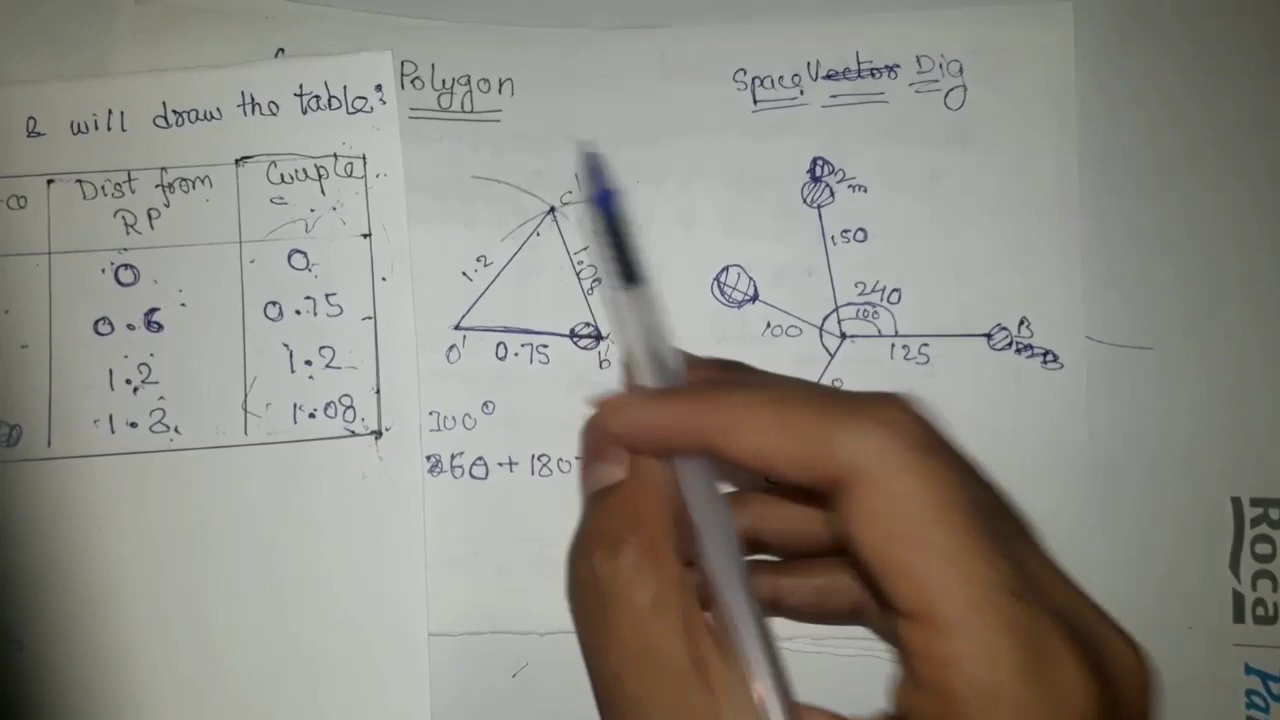 & will draw the table:
Dist from
RP
Couple
0
0
0.6
0.75
1.2
1.2
1.8
1.08
Polygon
c'
1.2
1.08
o'
0.75
b'
100°
260+180
Space Vector Dig
m
150
240
100
100
125
B
Roca
Pa